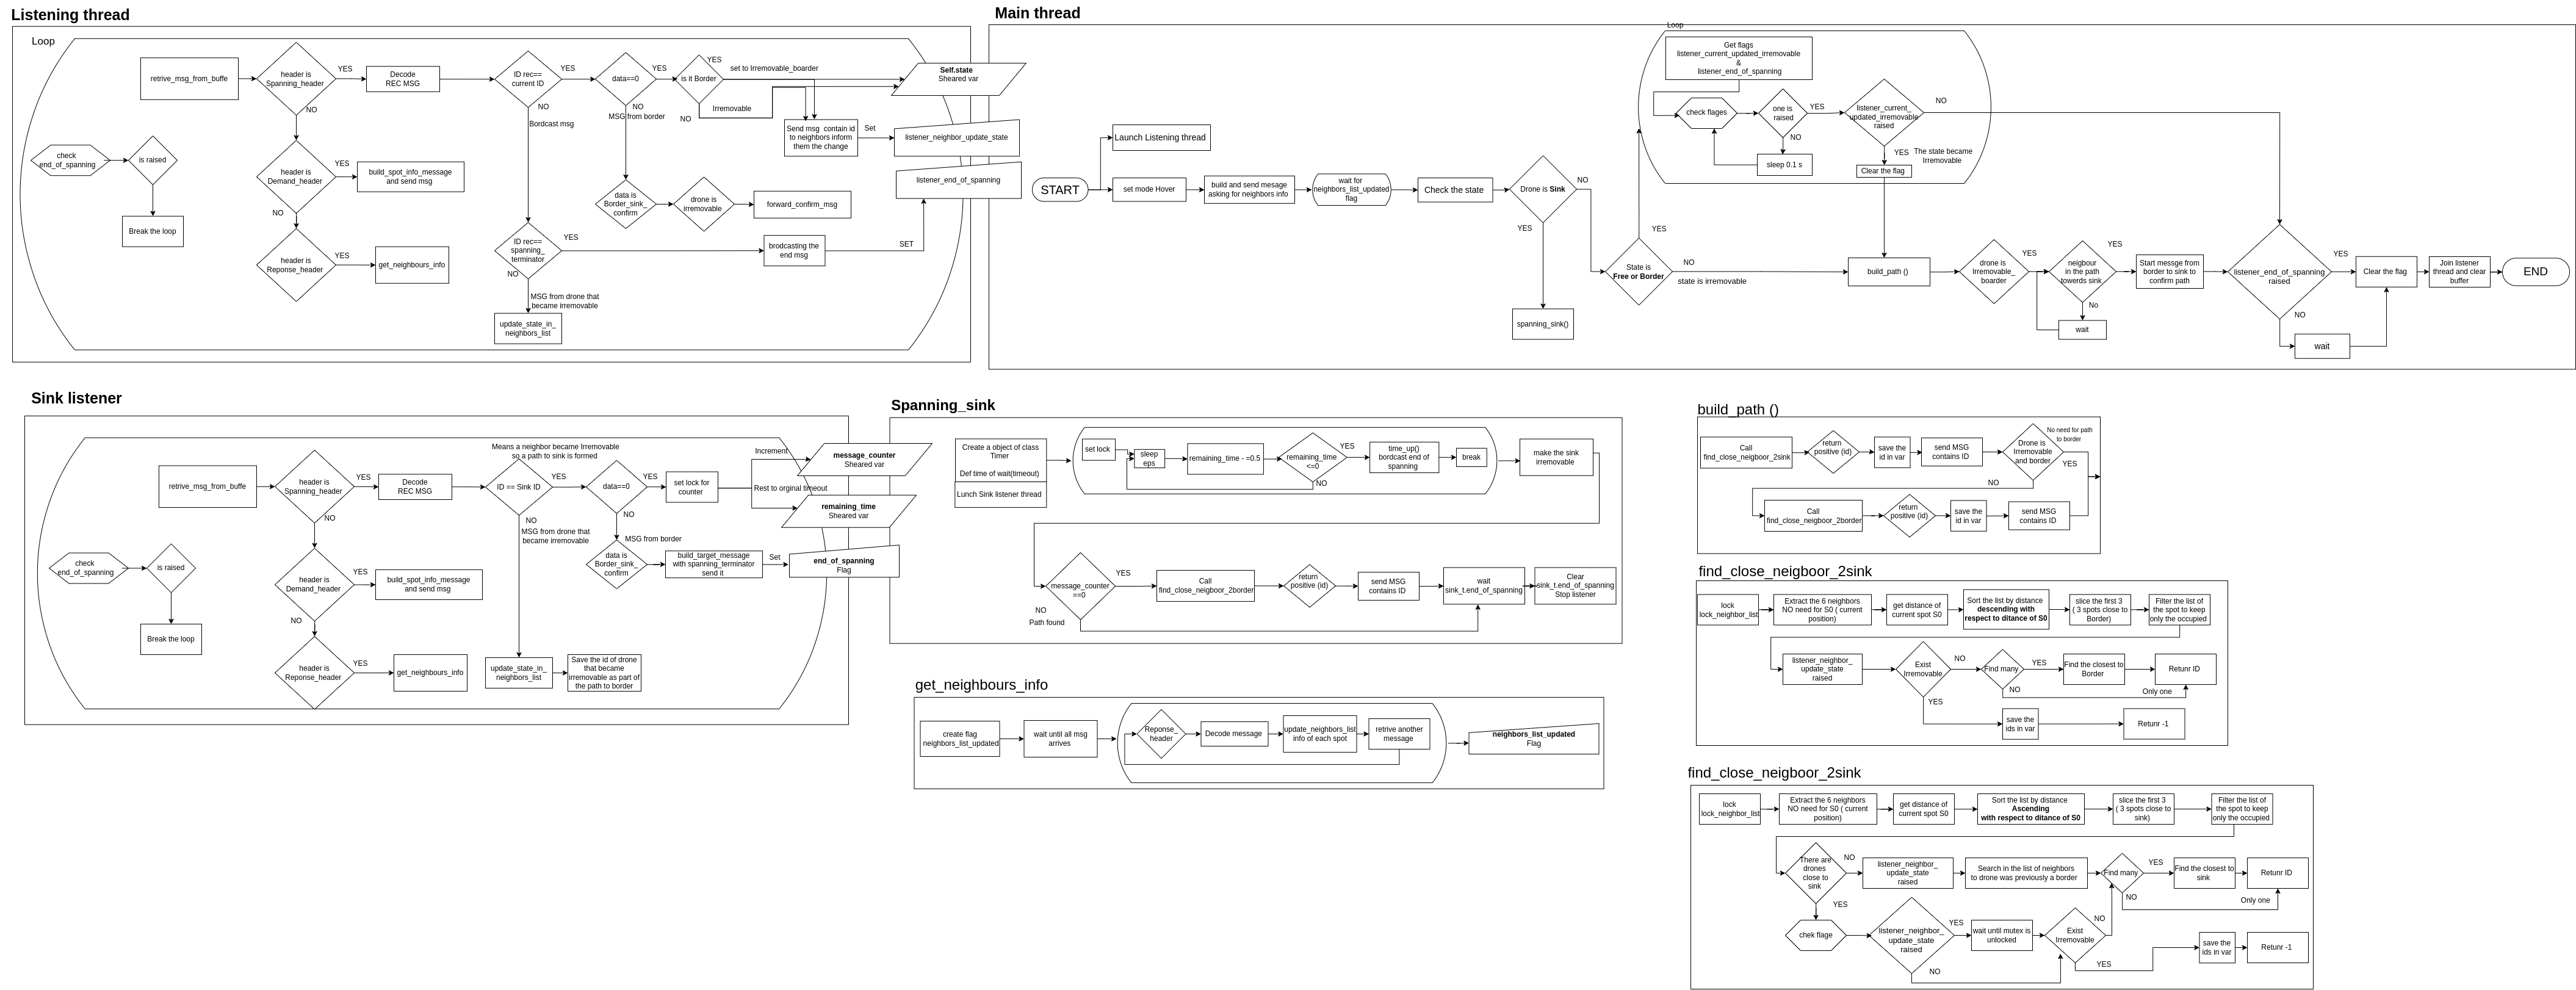 Listening thread
Loop
retrive_msg_from_buffe
header is
Spanning_header
YES
NO
Decode
REC MSG
ID rec==
current ID
YES
NO
Bordcast msg
data==0
YES
NO
MSG from border
is it Border
YES
set to Irremovable_boarder
Irremovable
NO
Self.state
Sheared var
Send msg contain id
to neighbors inform
them the change
Set
listener_neighbor_update_state
listener_end_of_spanning
check
end_of_spanning
is raised
Break the loop
header is
Demand_header
YES
NO
build_spot_info_message
and send msg
header is
Reponse_header
YES
get_neighbours_info
data is
Border_sink_
confirm
drone is
irremovable
forward_confirm_msg
ID rec==
spanning_
terminator
YES
NO
brodcasting the
end msg
SET
MSG from drone that
became irremovable
update_state_in_
neighbors_list
Main thread
START
Launch Listening thread
set mode Hover
build and send mesage
asking for neighbors info
wait for
neighbors_list_updated
flag
Check the state
Drone is Sink
NO
YES
spanning_sink()
State is
Free or Border
YES
NO
state is irremovable
Loop
Get flags
listener_current_updated_irremovable
&
listener_end_of_spanning
check flages
one is
raised
YES
NO
sleep 0.1 s
listener_current_
updated_irremovable
raised
NO
YES
The state became
Irremovable
Clear the flag
build_path ()
drone is
Irremovable_
boarder
YES
neigbour
in the path
towerds sink
YES
No
wait
Start messge from
border to sink to
confirm path
listener_end_of_spanning
raised
YES
NO
wait
Clear the flag
Join listener
thread and clear
buffer
END
Sink listener
retrive_msg_from_buffe
header is
Spanning_header
YES
NO
Decode
REC MSG
Means a neighbor became Irremovable
so a path to sink is formed
ID == Sink ID
YES
NO
MSG from drone that
became irremovable
data==0
YES
NO
MSG from border
set lock for
counter
Increment
message_counter
Sheared var
Rest to orginal timeout
remaining_time
Sheared var
check
end_of_spanning
is raised
Break the loop
header is
Demand_header
YES
NO
build_spot_info_message
and send msg
header is
Reponse_header
YES
get_neighbours_info
data is
Border_sink_
confirm
build_target_message
with spanning_terminator
send it
Set
end_of_spanning
Flag
update_state_in_
neighbors_list
Save the id of drone
that became
irremovable as part of
the path to border
Spanning_sink
Create a object of class
Timer
Def time of wait(timeout)
Lunch Sink listener thread
set lock
sleep
eps
remaining_time - =0.5
remaining_time
<=0
YES
NO
time_up()
bordcast end of
spanning
break
make the sink
irremovable
message_counter
==0
YES
NO
Path found
Call
find_close_neigboor_2border
return
positive (id)
send MSG
contains ID
wait
sink_t.end_of_spanning
Clear
sink_t.end_of_spanning
Stop listener
get_neighbours_info
create flag
neighbors_list_updated
wait until all msg
arrives
Reponse_
header
Decode message
update_neighbors_list
info of each spot
retrive another
message
neighbors_list_updated
Flag
build_path ()
Call
find_close_neigboor_2sink
return
positive (id)
save the
id in var
send MSG
contains ID
Drone is
Irremovable
and border
No need for path
to border
YES
NO
Call
find_close_neigboor_2border
return
positive (id)
save the
id in var
send MSG
contains ID
find_close_neigboor_2sink
lock
lock_neighbor_list
Extract the 6 neighbors
NO need for S0 ( current
position)
get distance of
current spot S0
Sort the list by distance
descending with
respect to ditance of S0
slice the first 3
( 3 spots close to
Border)
Filter the list of
the spot to keep
only the occupied
listener_neighbor_
update_state
raised
Exist
Irremovable
NO
YES
Find many
YES
NO
Find the closest to
Border
Only one
Retunr ID
save the
ids in var
Retunr -1
find_close_neigboor_2sink
lock
lock_neighbor_list
Extract the 6 neighbors
NO need for S0 ( current
position)
get distance of
current spot S0
Sort the list by distance
Ascending
with respect to ditance of S0
slice the first 3
( 3 spots close to
sink)
Filter the list of
the spot to keep
only the occupied
There are
drones
close to
sink
NO
YES
listener_neighbor_
update_state
raised
Search in the list of neighbors
to drone was previously a border
Find many
YES
NO
Find the closest to
sink
Only one
Retunr ID
chek flage
listener_neighbor_
update_state
raised
YES
NO
wait until mutex is
unlocked
Exist
Irremovable
NO
YES
save the
ids in var
Retunr -1